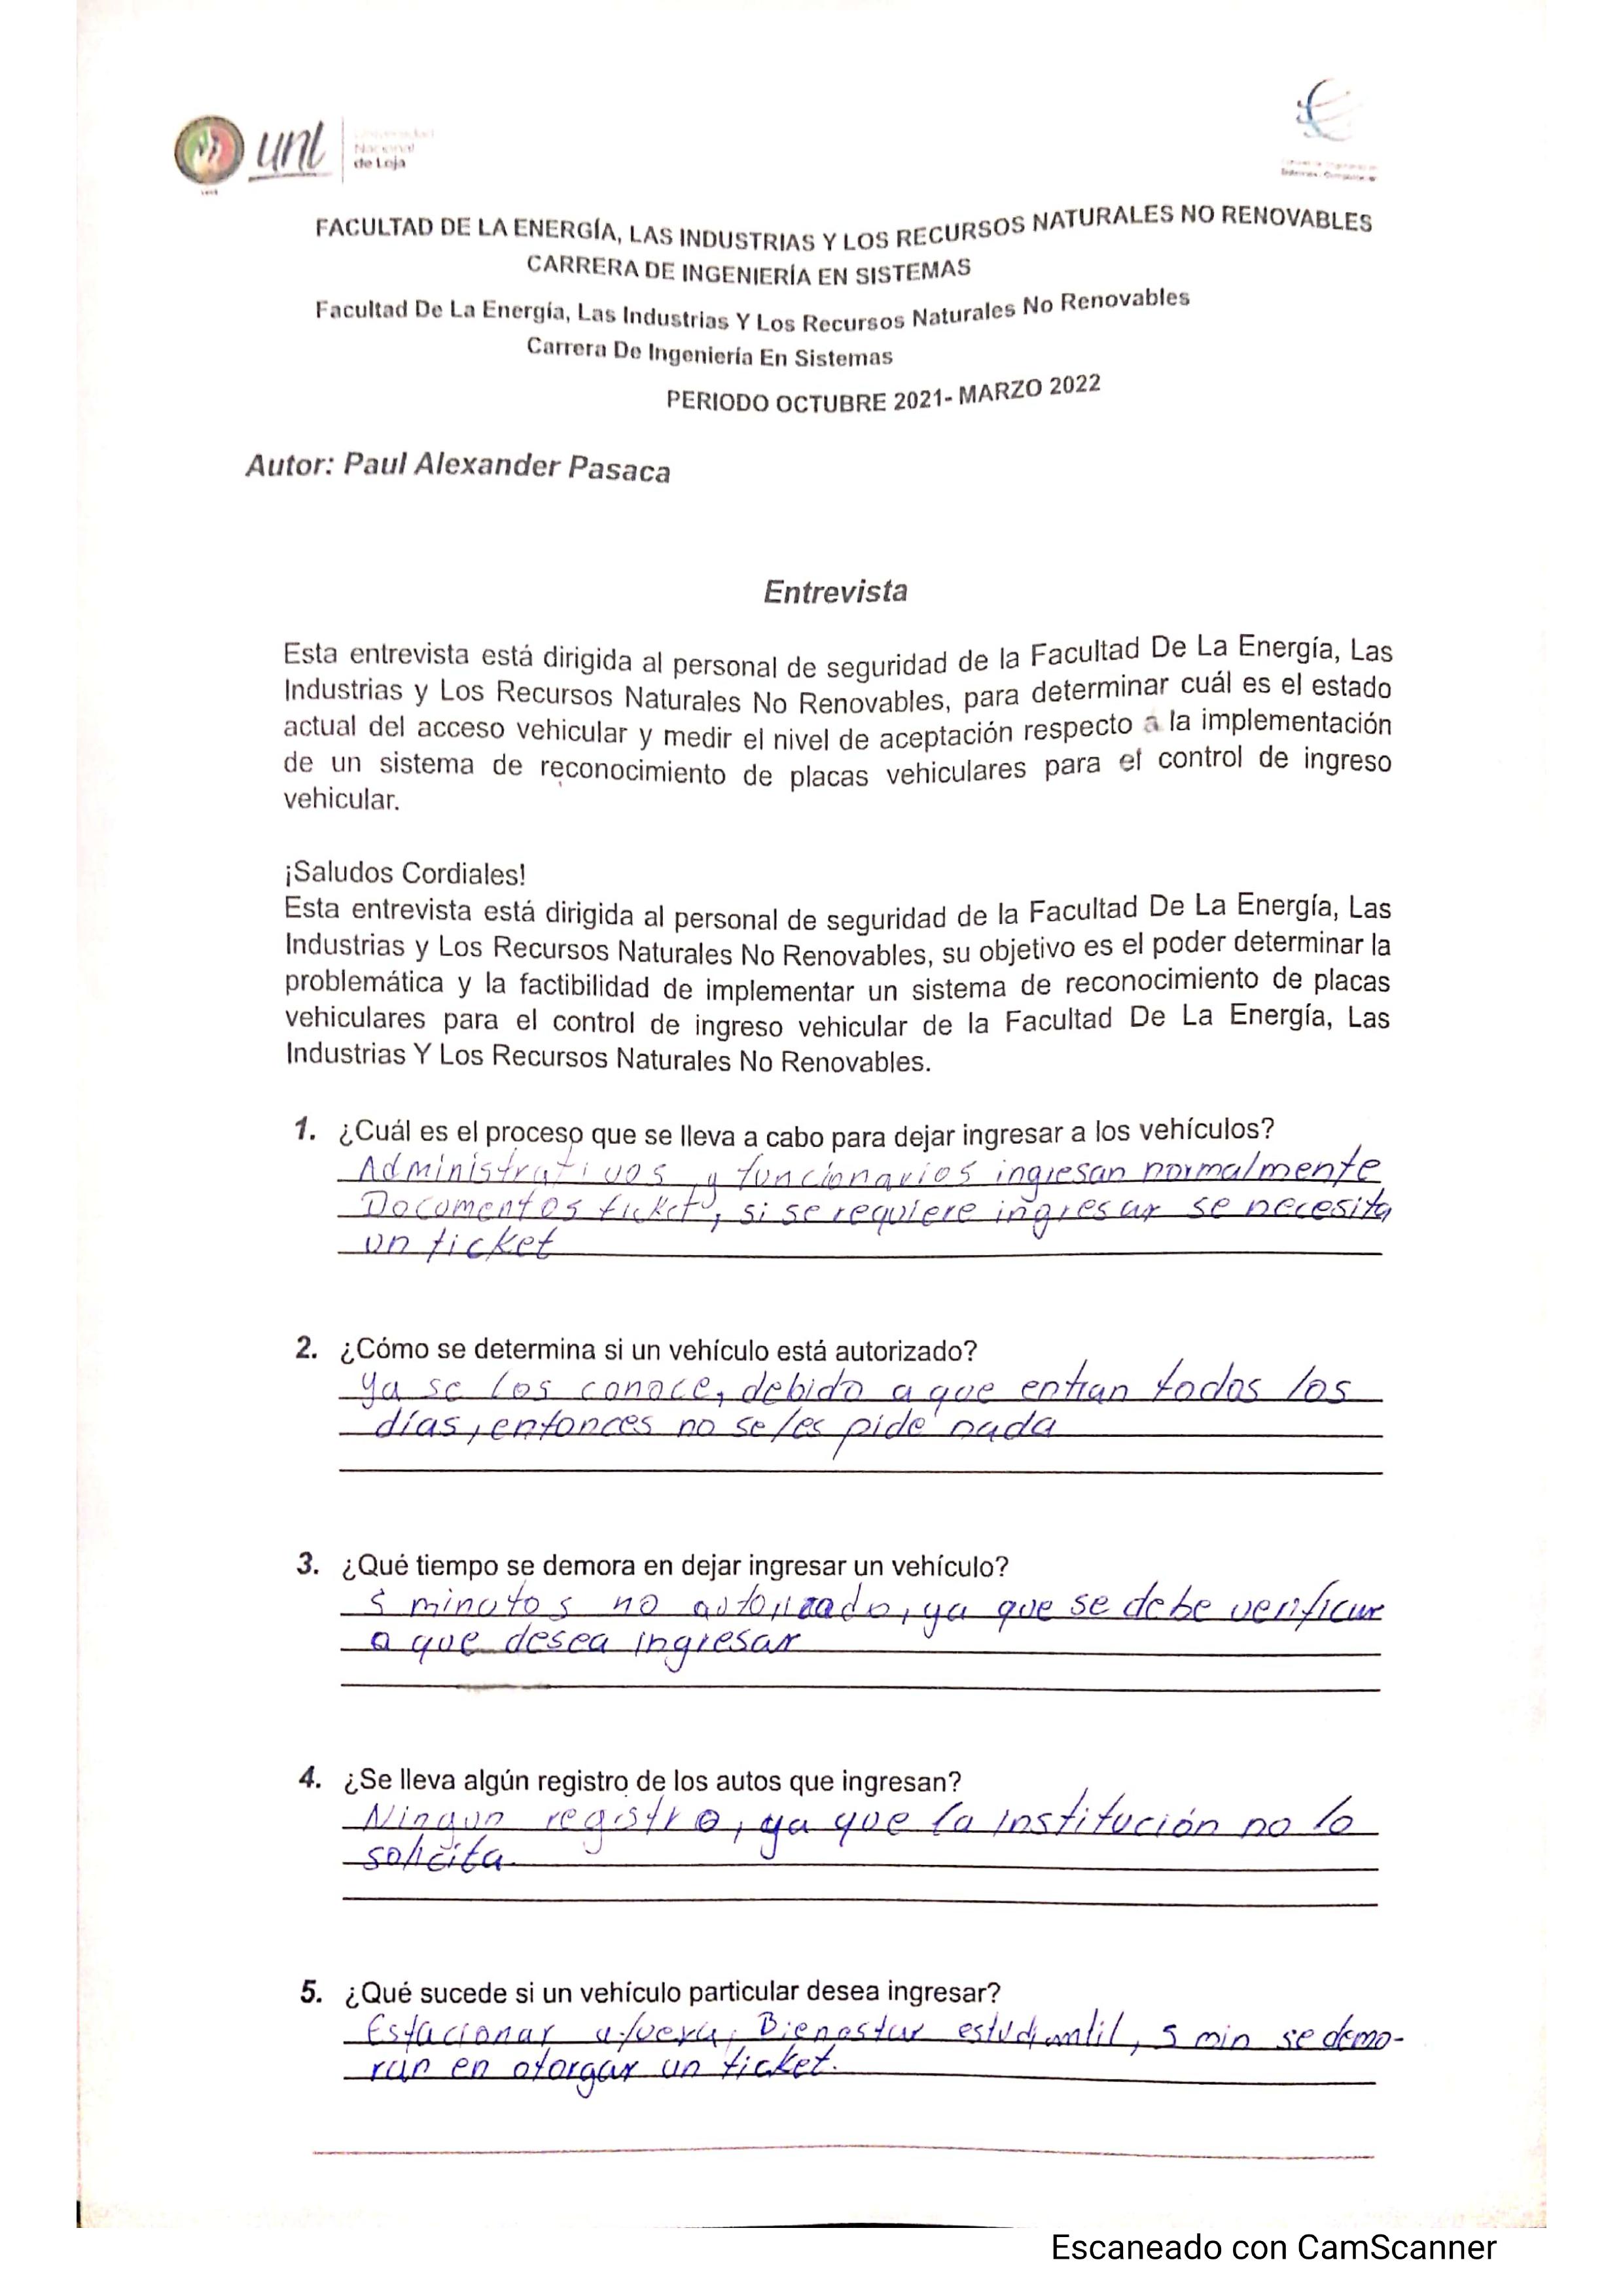 unl
Universidad
Nacional
de Loja
1859
FACULTAD DE LA ENERGÍA, LAS INDUSTRIAS Y LOS RECURSOS NATURALES NO RENOVABLES
CARRERA DE INGENIERÍA EN SISTEMAS
Facultad De La Energía, Las Industrias Y Los Recursos Naturales No Renovables
Carrera De Ingeniería En Sistemas
PERIODO OCTUBRE 2021- MARZO 2022
Autor: Paul Alexander Pasaca
Entrevista
Esta entrevista está dirigida al personal de seguridad de la Facultad De La Energía, Las
Industrias y Los Recursos Naturales No Renovables, para determinar cuál es el estado
actual del acceso vehicular y medir el nivel de aceptación respecto a la implementación
de un sistema de reconocimiento de placas vehiculares para el control de ingreso
vehicular.
¡Saludos Cordiales!
Esta entrevista está dirigida al personal de seguridad de la Facultad De La Energía, Las
Industrias y Los Recursos Naturales No Renovables, su objetivo es el poder determinar la
problemática y la factibilidad de implementar un sistema de reconocimiento de placas
vehiculares para el control de ingreso vehicular de la Facultad De La Energía, Las
Industrias Y Los Recursos Naturales No Renovables.
1. ¿Cuál es el proceso que se lleva a cabo para dejar ingresar a los vehículos?
Administrativos y funcionarios ingresan normalmente
Documentos ticket, si se requiere ingresar se necesita
un ticket
2. ¿Cómo se determina si un vehículo está autorizado?
Ya se los conoce, debido a que entran todos los
días, entonces no se les pide nada
3. ¿Qué tiempo se demora en dejar ingresar un vehículo?
5 minutos no autorizado, ya que se debe verificar
a que desea ingresar
4. ¿Se lleva algún registro de los autos que ingresan?
Ningun registro, ya que la institución no lo
solicita.
5. ¿Qué sucede si un vehículo particular desea ingresar?
Estacionar afuera, Bienestar estudiantil, 5 min se demo-
ran en otorgar un ticket.
Escaneado con CamScanner